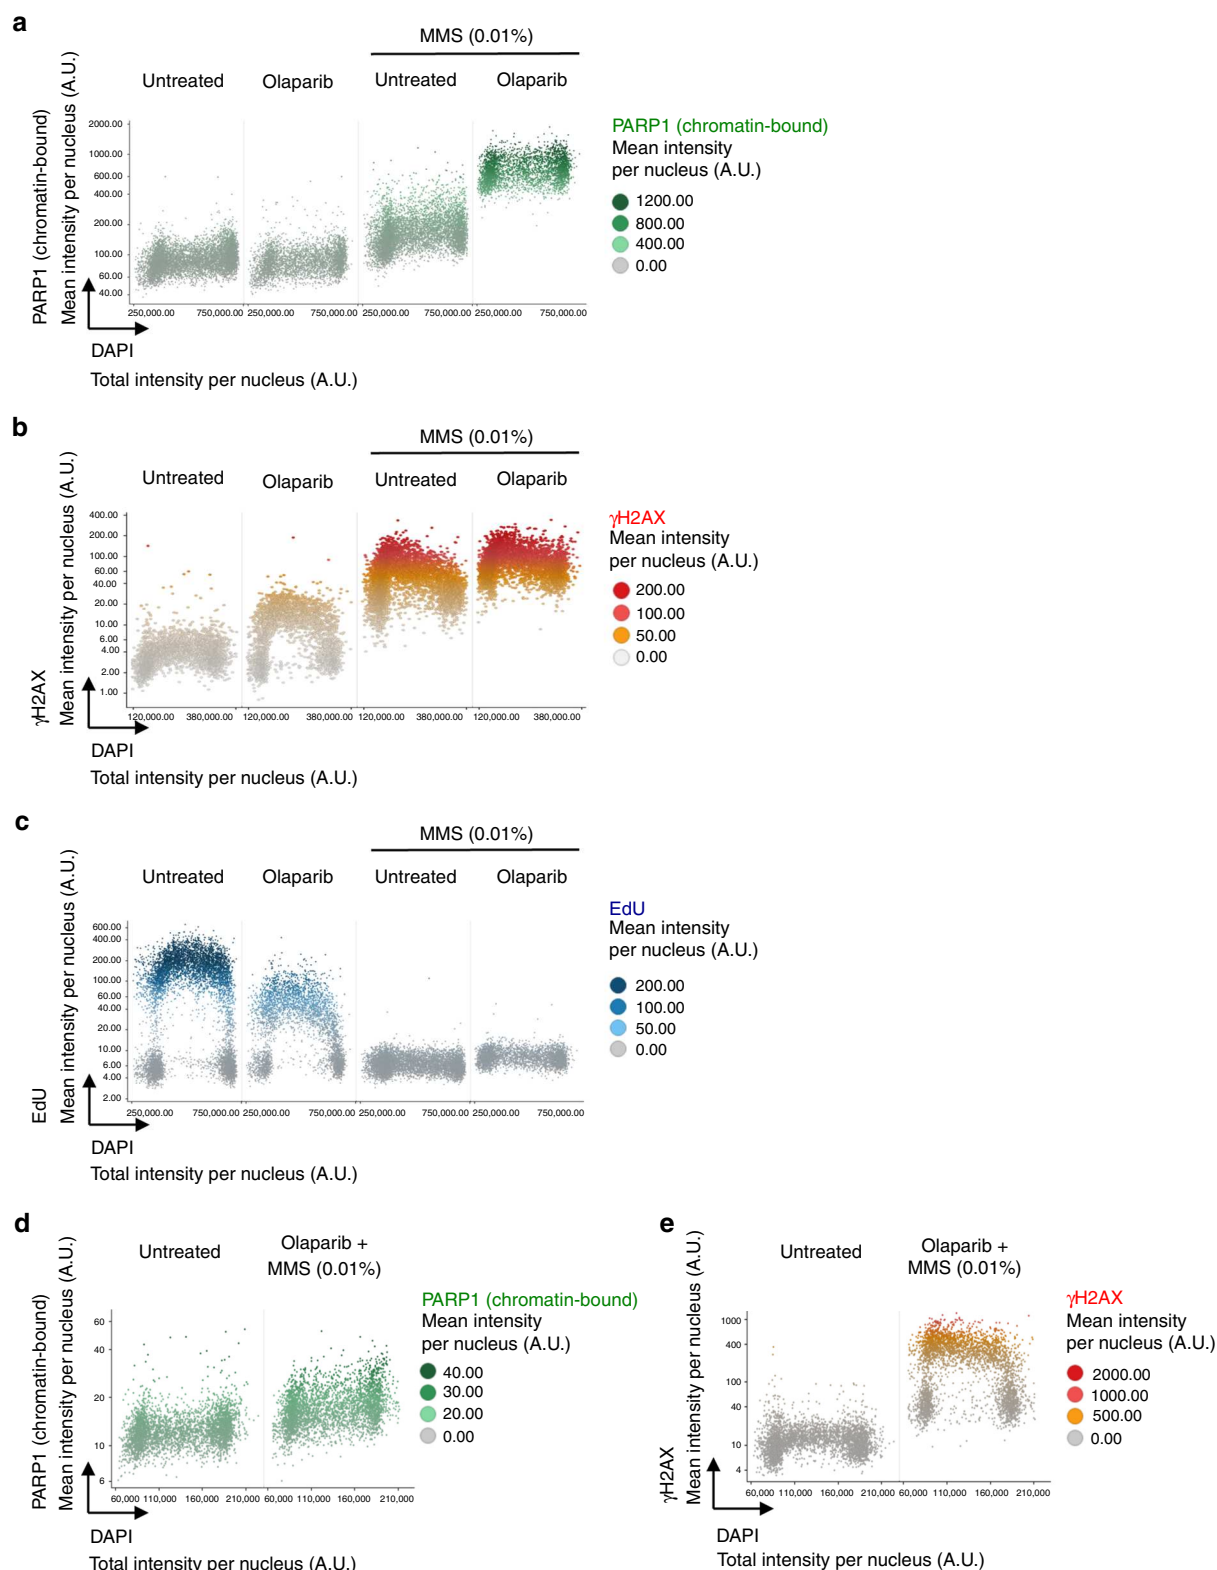 a
MMS (0.01%)
Untreated Olaparib Untreated Olaparib
PARP1 (chromatin-bound)
Mean intensity per nucleus (A.U.)
2000.00
1000.00
600.00
400.00
200.00
100.00
60.00
40.00
250,000.00 750,000.00 250,000.00 750,000.00 250,000.00 750,000.00 250,000.00 750,000.00
DAPI
Total intensity per nucleus (A.U.)
PARP1 (chromatin-bound)
Mean intensity
per nucleus (A.U.)
1200.00
800.00
400.00
0.00
b
MMS (0.01%)
Untreated Olaparib Untreated Olaparib
γH2AX
Mean intensity per nucleus (A.U.)
400.00
200.00
100.00
60.00
40.00
20.00
10.00
6.00
4.00
2.00
1.00
120,000.00 380,000.00 120,000.00 380,000.00 120,000.00 380,000.00 120,000.00 380,000.00
DAPI
Total intensity per nucleus (A.U.)
γH2AX
Mean intensity
per nucleus (A.U.)
200.00
100.00
50.00
0.00
c
MMS (0.01%)
Untreated Olaparib Untreated Olaparib
EdU
Mean intensity per nucleus (A.U.)
600.00
400.00
200.00
100.00
60.00
40.00
20.00
10.00
6.00
4.00
2.00
250,000.00 750,000.00 250,000.00 750,000.00 250,000.00 750,000.00 250,000.00 750,000.00
DAPI
Total intensity per nucleus (A.U.)
EdU
Mean intensity
per nucleus (A.U.)
200.00
100.00
50.00
0.00
d
Untreated
Olaparib +
MMS (0.01%)
PARP1 (chromatin-bound)
Mean intensity per nucleus (A.U.)
60
40
20
10
6
60,000 110,000 160,000 210,000 60,000 110,000 160,000 210,000
DAPI
Total intensity per nucleus (A.U.)
PARP1 (chromatin-bound)
Mean intensity
per nucleus (A.U.)
40.00
30.00
20.00
0.00
e
Untreated
Olaparib +
MMS (0.01%)
γH2AX
Mean intensity per nucleus (A.U.)
1000
400
100
40
10
4
60,000 110,000 160,000 210,000 60,000 110,000 160,000 210,000
DAPI
Total intensity per nucleus (A.U.)
γH2AX
Mean intensity
per nucleus (A.U.)
2000.00
1000.00
500.00
0.00